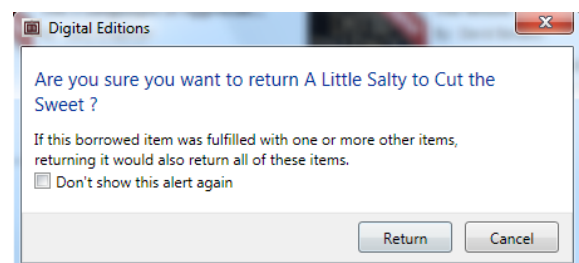 Digital Editions
Are you sure you want to return A Little Salty to Cut the
Sweet ?
If this borrowed item was fulfilled with one or more other items,
returning it would also return all of these items.
Don't show this alert again
Return Cancel